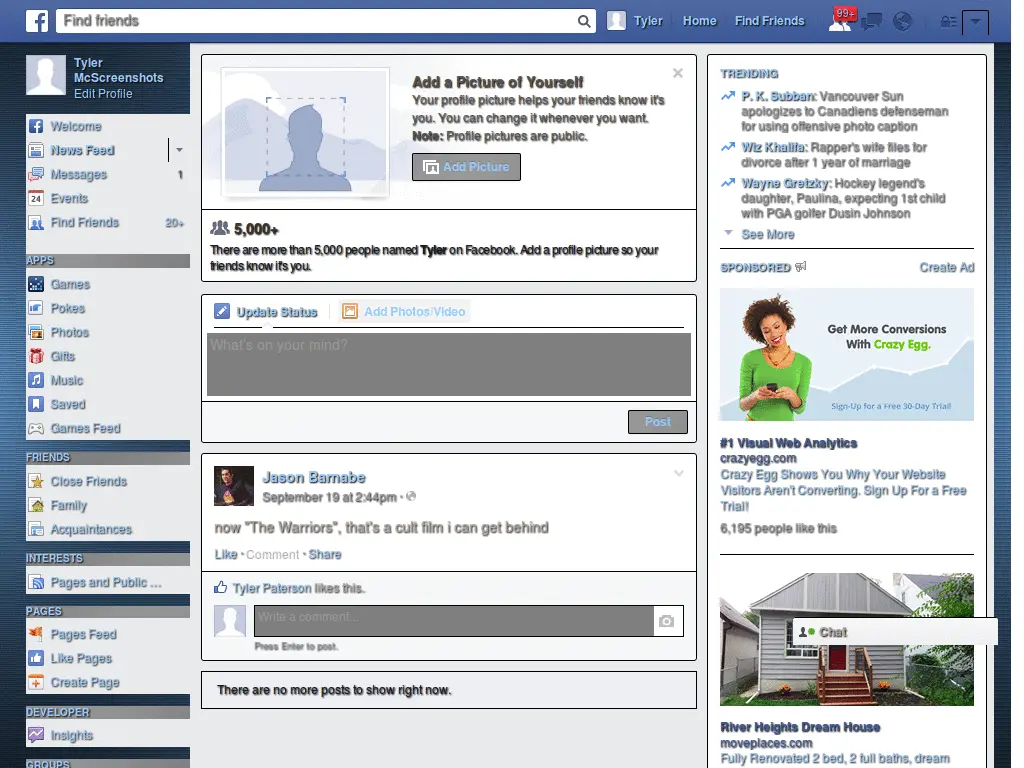 Find friends
Tyler
Home
Find Friends
99+
Tyler
McScreenshots
Edit Profile
Welcome
News Feed
Messages 1
24 Events
Find Friends 20+
APPS
Games
Pokes
Photos
Gifts
Music
Saved
Games Feed
FRIENDS
Close Friends
Family
Acquaintances
INTERESTS
Pages and Public ...
PAGES
Pages Feed
Like Pages
Create Page
DEVELOPER
Insights
GROUPS
Add a Picture of Yourself
Your profile picture helps your friends know it's
you. You can change it whenever you want.
Note: Profile pictures are public.
Add Picture
5,000+
There are more than 5,000 people named Tyler on Facebook. Add a profile picture so your
friends know it's you.
Update Status
Add Photos/Video
What's on your mind?
Post
Jason Barnabe
September 19 at 2:44pm ·
now "The Warriors", that's a cult film i can get behind
Like · Comment · Share
Tyler Paterson likes this.
Write a comment...
Press Enter to post.
There are no more posts to show right now.
TRENDING
P. K. Subban: Vancouver Sun
apologizes to Canadiens defenseman
for using offensive photo caption
Wiz Khalifa: Rapper's wife files for
divorce after 1 year of marriage
Wayne Gretzky: Hockey legend's
daughter, Paulina, expecting 1st child
with PGA golfer Dusin Johnson
See More
SPONSORED
Create Ad
Get More Conversions
With Crazy Egg.
Sign-Up for a Free 30-Day Trial!
#1 Visual Web Analytics
crazyegg.com
Crazy Egg Shows You Why Your Website
Visitors Aren't Converting. Sign Up For a Free
Trial!
6,195 people like this
Chat
River Heights Dream House
moveplaces.com
Fully Renovated 2 bed, 2 full baths, dream